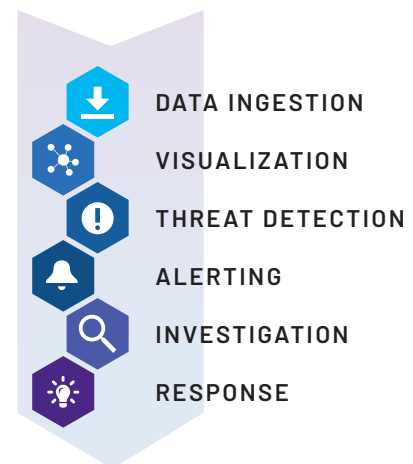 DATA INGESTION
VISUALIZATION
THREAT DETECTION
ALERTING
INVESTIGATION
RESPONSE